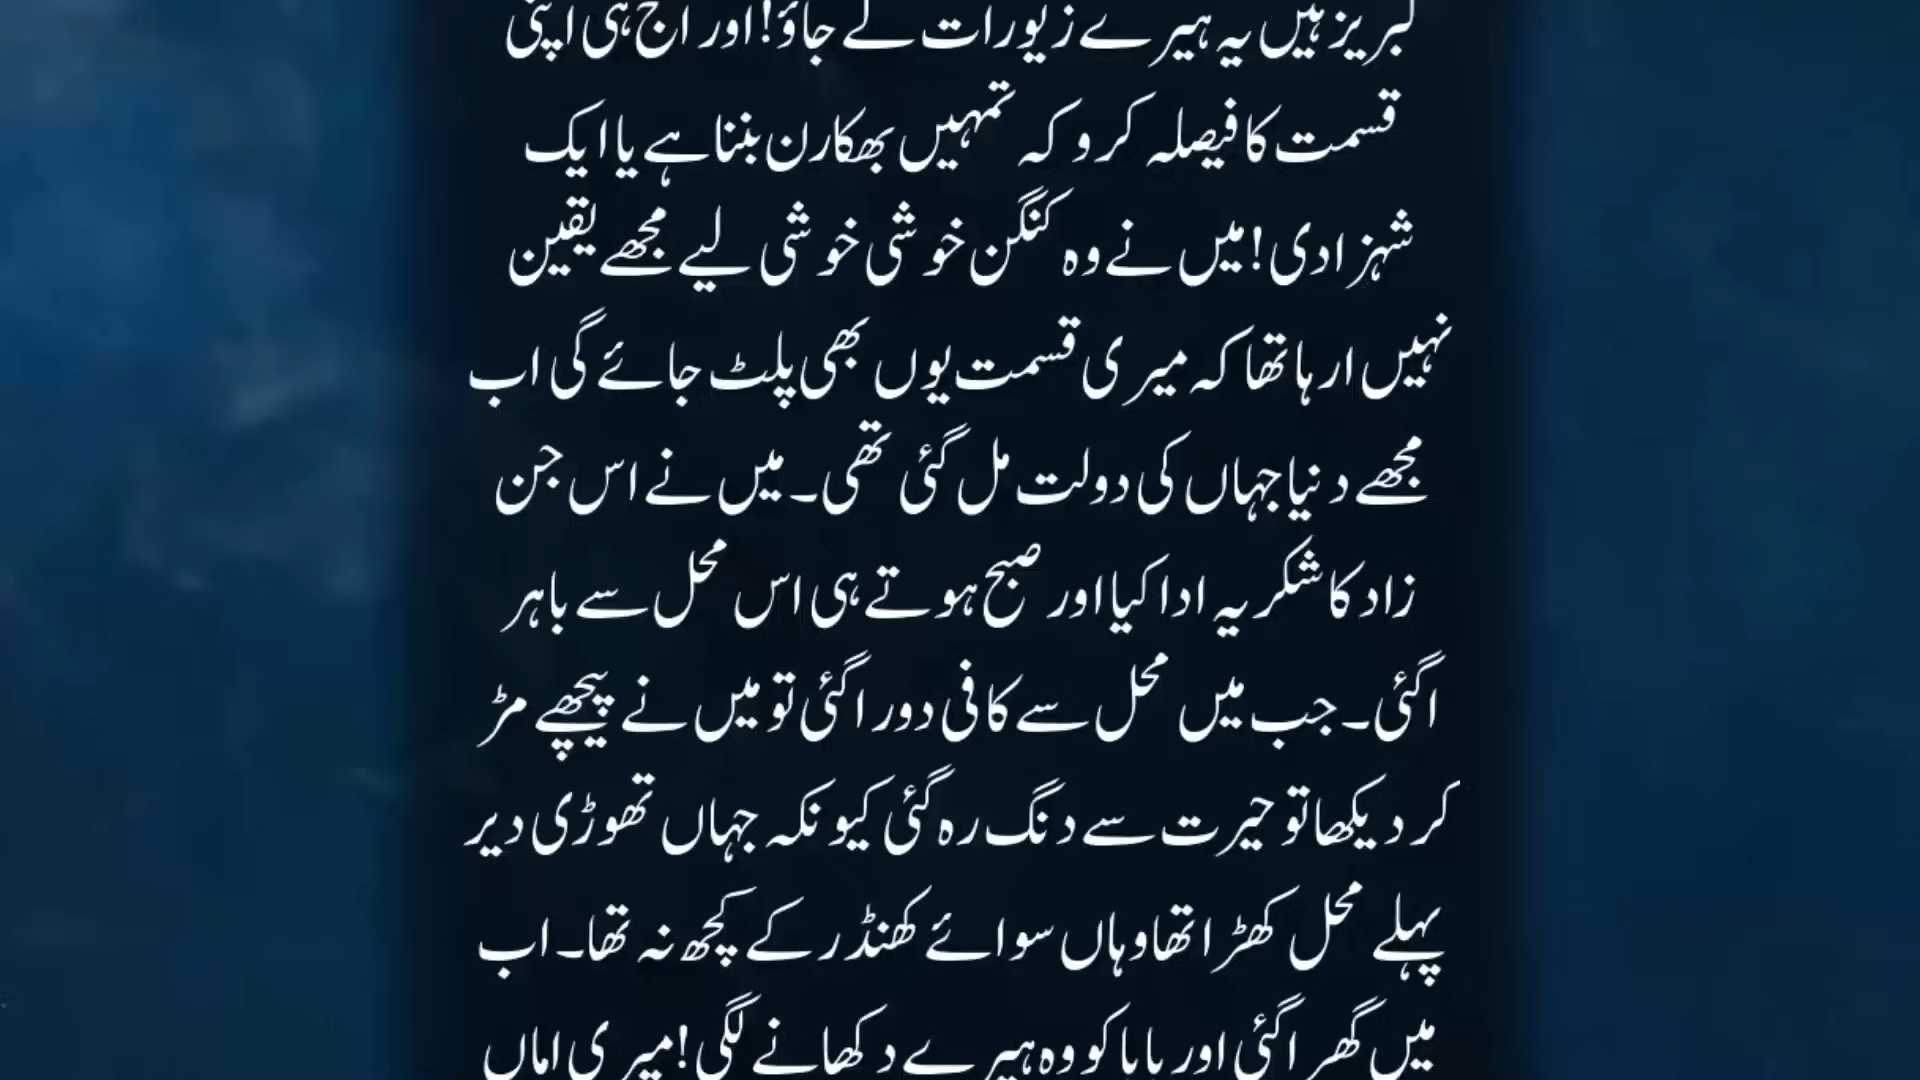 لبریز ہیں یہ ہیرے زیورات لے جاؤ! اور اج ہی اپنی
قسمت کا فیصلہ کرو کہ تمہیں بھکارن بننا ہے یا ایک
شہزادی! میں نے وہ کنگن خوشی خوشی لیے مجھے یقین
نہیں ارہا تھا کہ میری قسمت یوں بھی پلٹ جائے گی اب
مجھے دنیا جہاں کی دولت مل گئی تھی۔ میں نے اس جن
زاد کا شکریہ ادا کیا اور صبح ہوتے ہی اس محل سے باہر
اگئی۔ جب میں محل سے کافی دور اگئی تو میں نے پیچھے مڑ
کر دیکھا تو حیرت سے دنگ رہ گئی کیونکہ جہاں تھوڑی دیر
پہلے محل کھڑا تھا وہاں سوائے کھنڈر کے کچھ نہ تھا۔ اب
میں گھر اگئی اور بابا کو وہ ہیرے دکھانے لگی! میری اماں